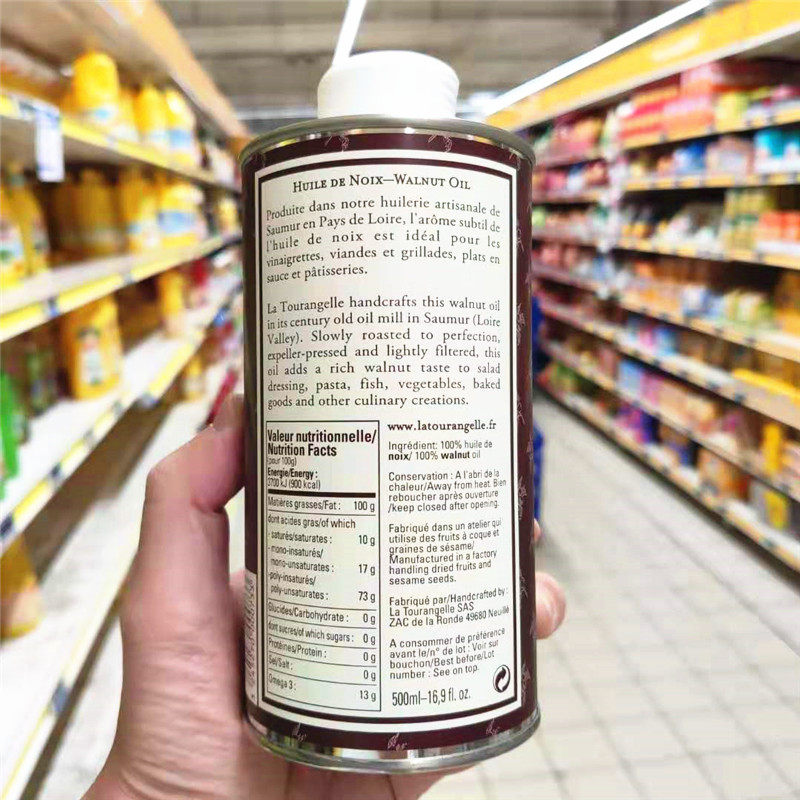 Huile de Noix—Walnut Oil
Produite dans notre huilerie artisanale de
Saumur en Pays de Loire, l'arôme subtil de
l'huile de noix est idéal pour les
vinaigrettes, viandes et grillades, plats en
sauce et pâtisseries.
La Tourangelle handcrafts this walnut oil
in its century old oil mill in Saumur (Loire
Valley). Slowly roasted to perfection,
expeller-pressed and lightly filtered, this
oil adds a rich walnut taste to salad
dressing, pasta, fish, vegetables, baked
goods and other culinary creations.
Valeur nutritionnelle/
Nutrition Facts
(pour 100g)
Energie/Energy :
3700 kJ (900 kcal)
Matières grasses/Fat : 100 g
dont acides gras/of which
- saturés/saturates : 10 g
- mono-insaturés/
mono-unsaturates : 17 g
-poly-insaturés/
poly-unsaturates : 73 g
Glucides/Carbohydrate : 0 g
dont sucres/of which sugars : 0 g
Protéines/Protein : 0 g
Sel/Salt : 0 g
Omega 3 : 13 g
www.latourangelle.fr
Ingrédient: 100% huile de
noix/ 100% walnut oil
Conservation : A l'abri de la
chaleur/Away from heat. Bien
reboucher après ouverture
/keep closed after opening.
Fabriqué dans un atelier qui
utilise des fruits à coque et
graines de sésame/
Manufactured in a factory
handling dried fruits and
sesame seeds.
Fabriqué par/Handcrafted by :
La Tourangelle SAS
ZAC de la Ronde 49680 Neuillé
A consommer de préférence
avant le/n° de lot : Voir sur
bouchon/Best before/Lot
number : See on top.
500ml–16,9 fl. oz.